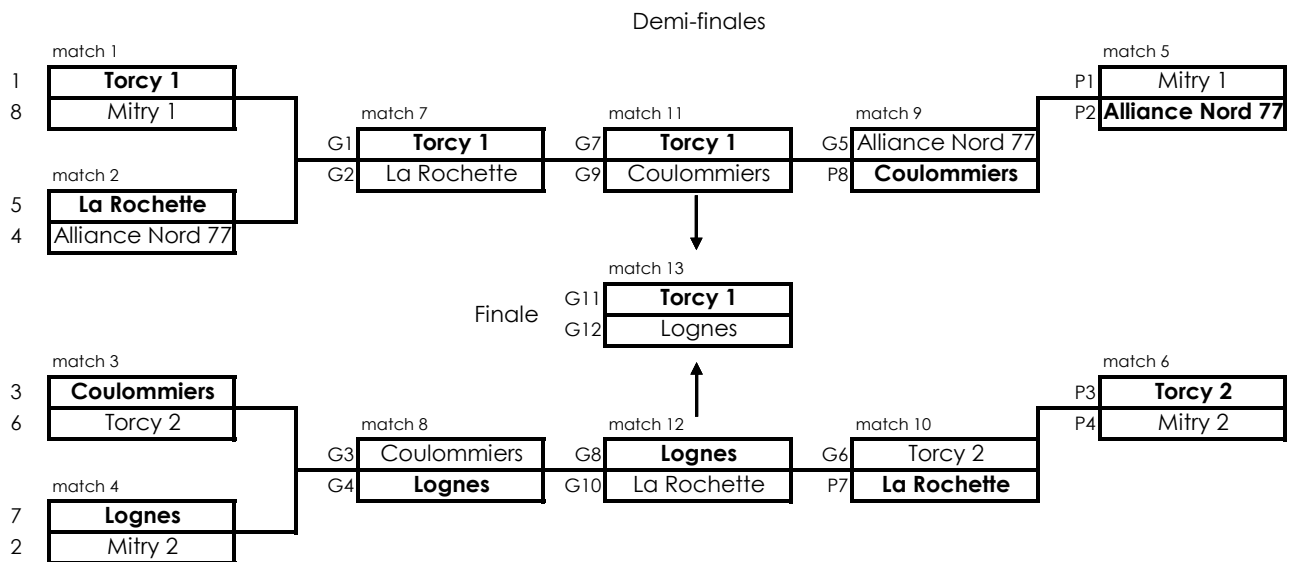 Demi-finales
match 1
1 Torcy 1
8 Mitry 1
match 5
P1 Mitry 1
P2 Alliance Nord 77
match 7
G1 Torcy 1
G2 La Rochette
match 11
G7 Torcy 1
G9 Coulommiers
match 9
G5 Alliance Nord 77
P8 Coulommiers
match 2
5 La Rochette
4 Alliance Nord 77
match 13
Finale
G11 Torcy 1
G12 Lognes
match 3
3 Coulommiers
6 Torcy 2
match 6
P3 Torcy 2
P4 Mitry 2
match 8
G3 Coulommiers
G4 Lognes
match 12
G8 Lognes
G10 La Rochette
match 10
G6 Torcy 2
P7 La Rochette
match 4
7 Lognes
2 Mitry 2